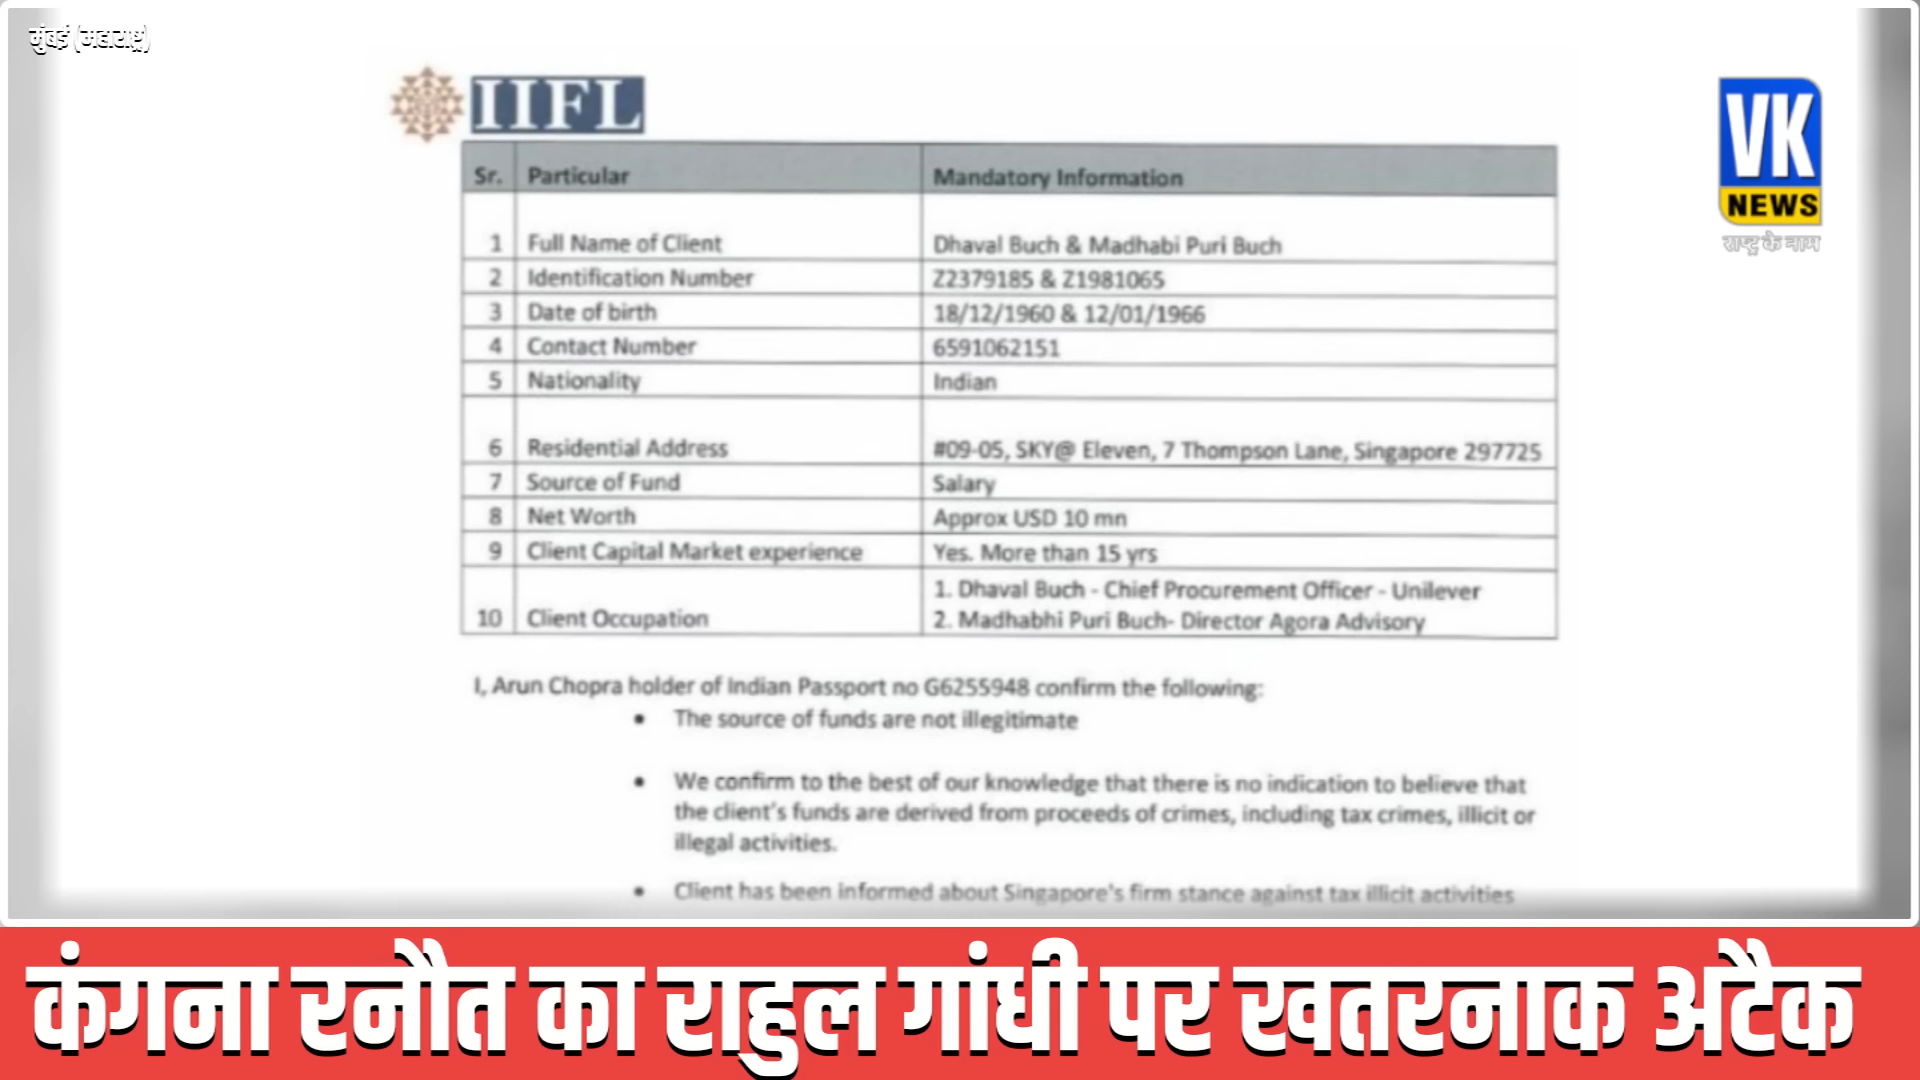 मुंबई (महाराष्ट्र)
IIFL
VK
NEWS
राष्ट्र के नाम
Sr. Particular Mandatory Information
1 Full Name of Client Dhaval Buch & Madhabi Puri Buch
2 Identification Number Z2379185 & Z1981065
3 Date of birth 18/12/1960 & 12/01/1966
4 Contact Number 6591062151
5 Nationality Indian
6 Residential Address #09-05, SKY@ Eleven, 7 Thompson Lane, Singapore 297725
7 Source of Fund Salary
8 Net Worth Approx USD 10 mn
9 Client Capital Market experience Yes. More than 15 yrs
1. Dhaval Buch - Chief Procurement Officer - Unilever
10 Client Occupation 2. Madhabhi Puri Buch- Director Agora Advisory
I, Arun Chopra holder of Indian Passport no G6255948 confirm the following:
• The source of funds are not illegitimate
• We confirm to the best of our knowledge that there is no indication to believe that
the client's funds are derived from proceeds of crimes, including tax crimes, illicit or
illegal activities.
• Client has been informed about Singapore's firm stance against tax illicit activities
कंगना रनौत का राहुल गांधी पर खतरनाक अटैक